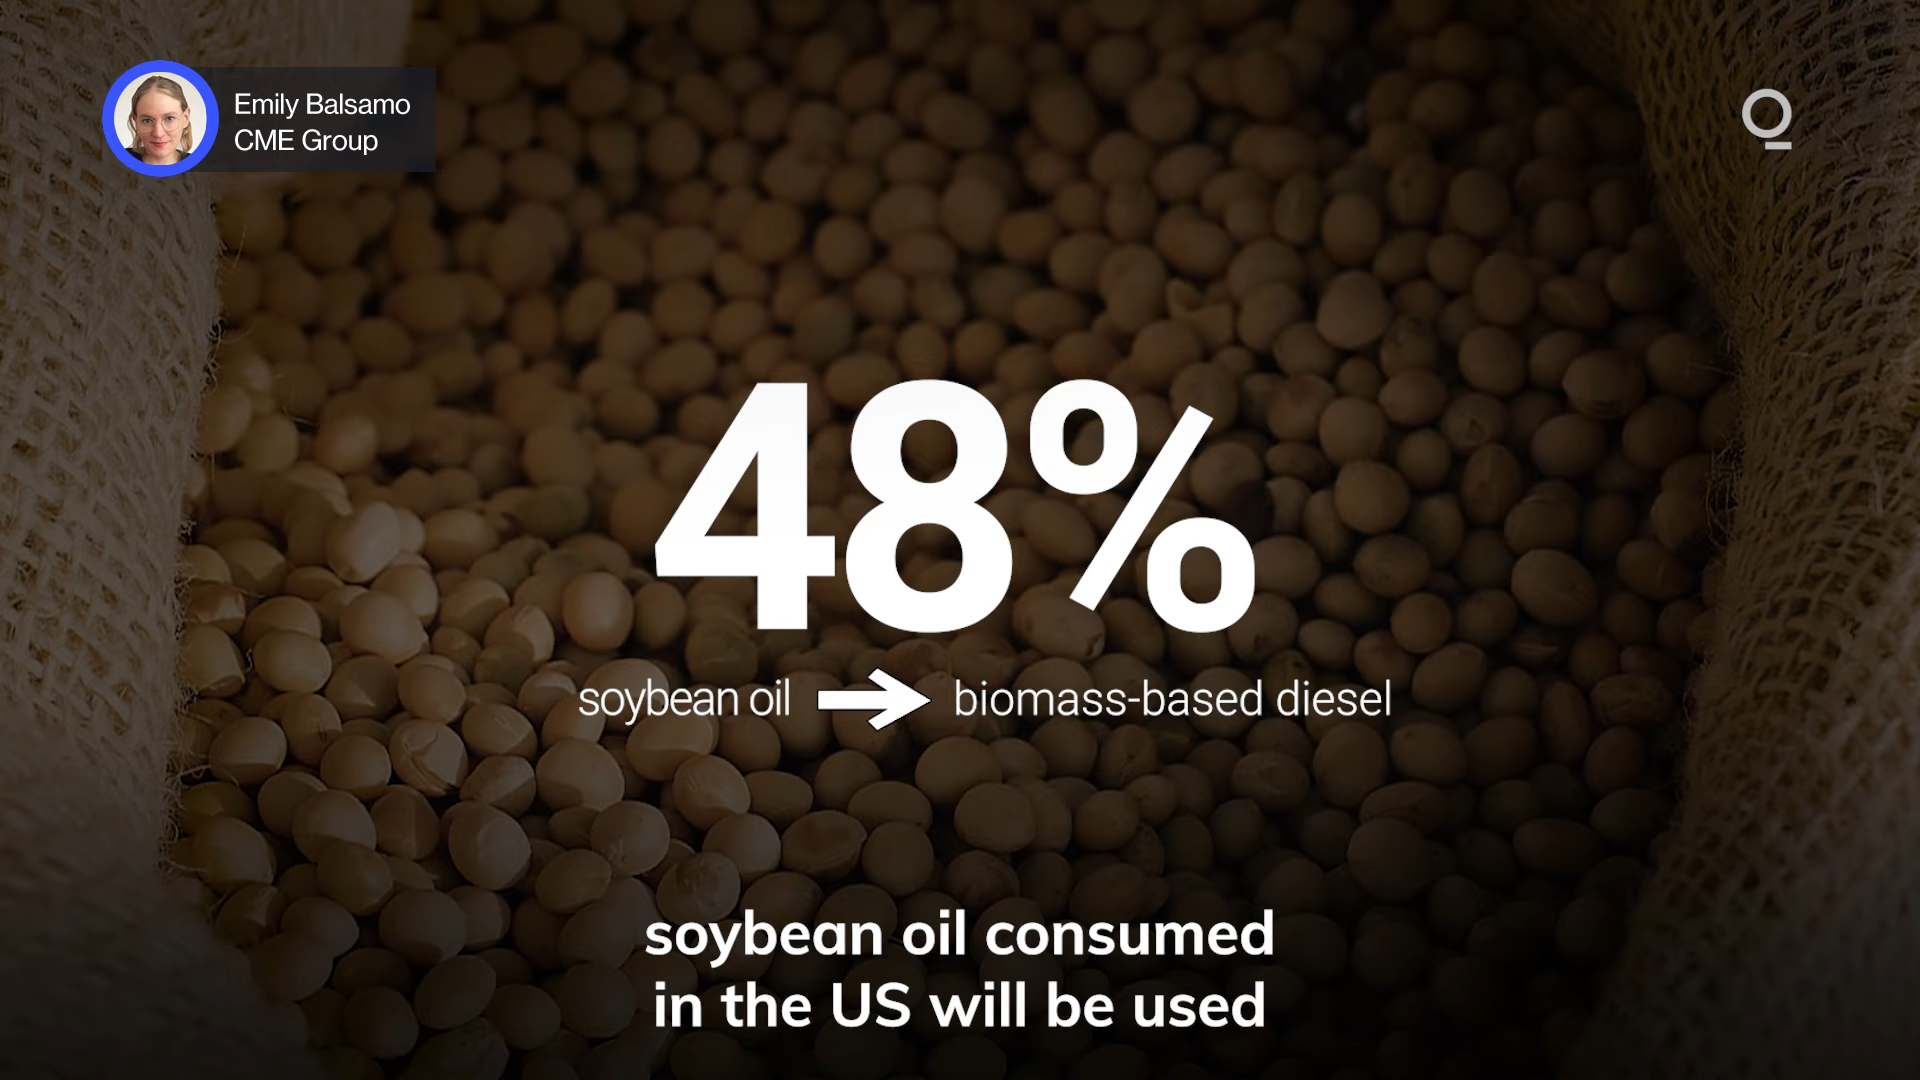 Emily Balsamo
CME Group
48%
soybean oil → biomass-based diesel
soybean oil consumed
in the US will be used